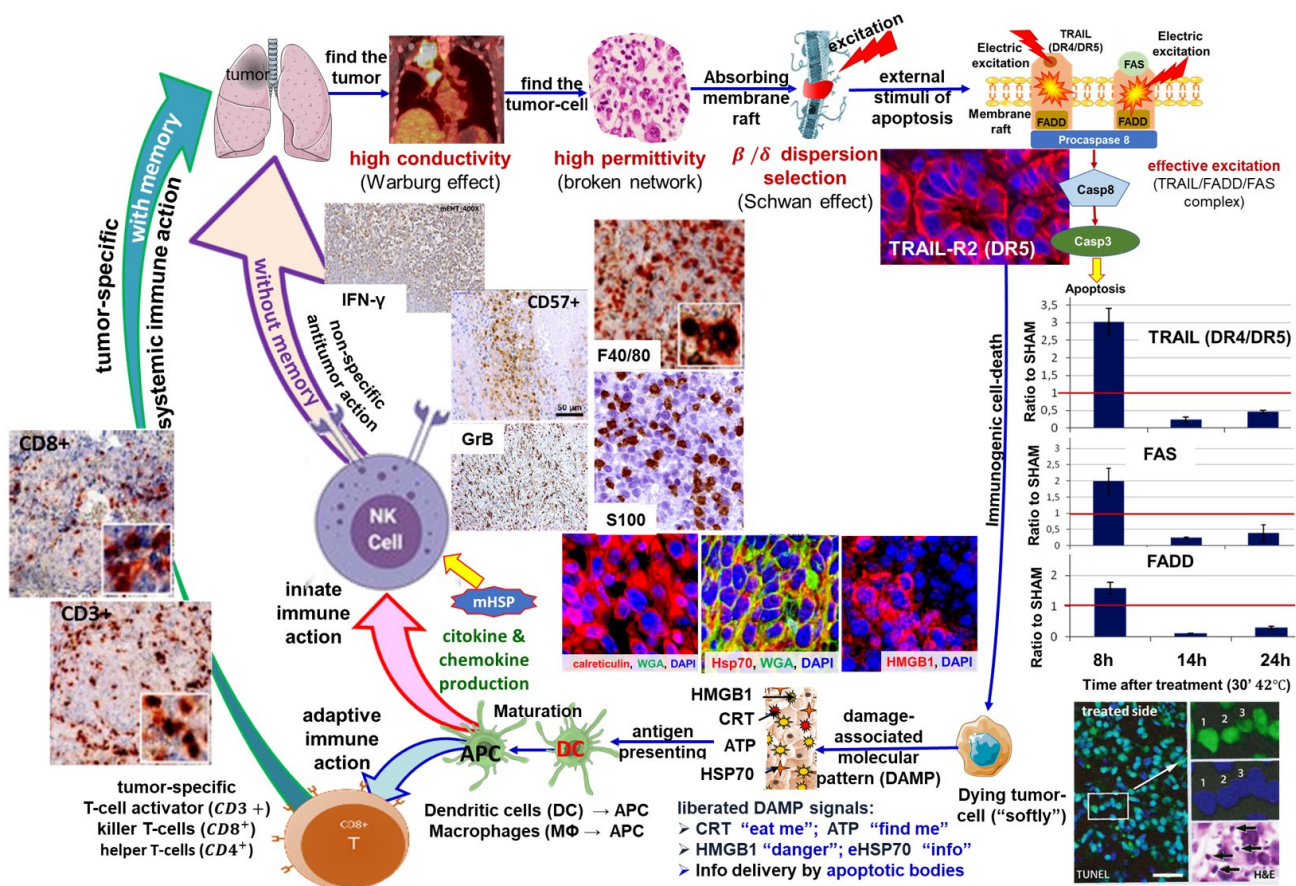 tumor
find the
tumor
high conductivity
(Warburg effect)
find the
tumor-cell
high permittivity
(broken network)
Absorbing
membrane
raft
excitation
β /δ dispersion
selection
(Schwan effect)
external
stimuli of
apoptosis
Electric
excitation
TRAIL
(DR4/DR5)
FAS
Electric
excitation
Membrane
raft
FADD
FADD
Procaspase 8
Casp8
effective excitation
(TRAIL/FADD/FAS
complex)
Casp3
Apoptosis
TRAIL-R2 (DR5)
tumor-specific
with memory
systemic immune action
without memory
non-specific
antitumor action
mEHT_400X
IFN-γ
CD57+
50 µm
F40/80
GrB
S100
CD8+
CD3+
NK
Cell
innate
immune
action
mHSP
citokine &
chemokine
production
calreticulin, WGA, DAPI
Hsp70, WGA, DAPI
HMGB1, DAPI
Immunogenic cell-death
Ratio to SHAM
3,5
3
2,5
2
1,5
1
0,5
0
TRAIL (DR4/DR5)
Ratio to SHAM
3
2
1,5
1
0,5
0
FAS
Ratio to SHAM
3
2
1,5
1
0,5
0
FADD
8h 14h 24h
Time after treatment (30’ 42℃)
adaptive
immune
action
Maturation
APC
DC
antigen
presenting
HMGB1
CRT
ATP
HSP70
damage-
associated
molecular
pattern (DAMP)
Dying tumor-
cell (“softly”)
tumor-specific
T-cell activator (CD3 +)
killer T-cells (CD8⁺)
helper T-cells (CD4⁺)
CD8+
T
Dendritic cells (DC) → APC
Macrophages (MΦ → APC
liberated DAMP signals:
➢ CRT “eat me”; ATP “find me”
➢ HMGB1 “danger”; eHSP70 “info”
➢ Info delivery by apoptotic bodies
treated side
TUNEL
1 2 3
1 2 3
H&E